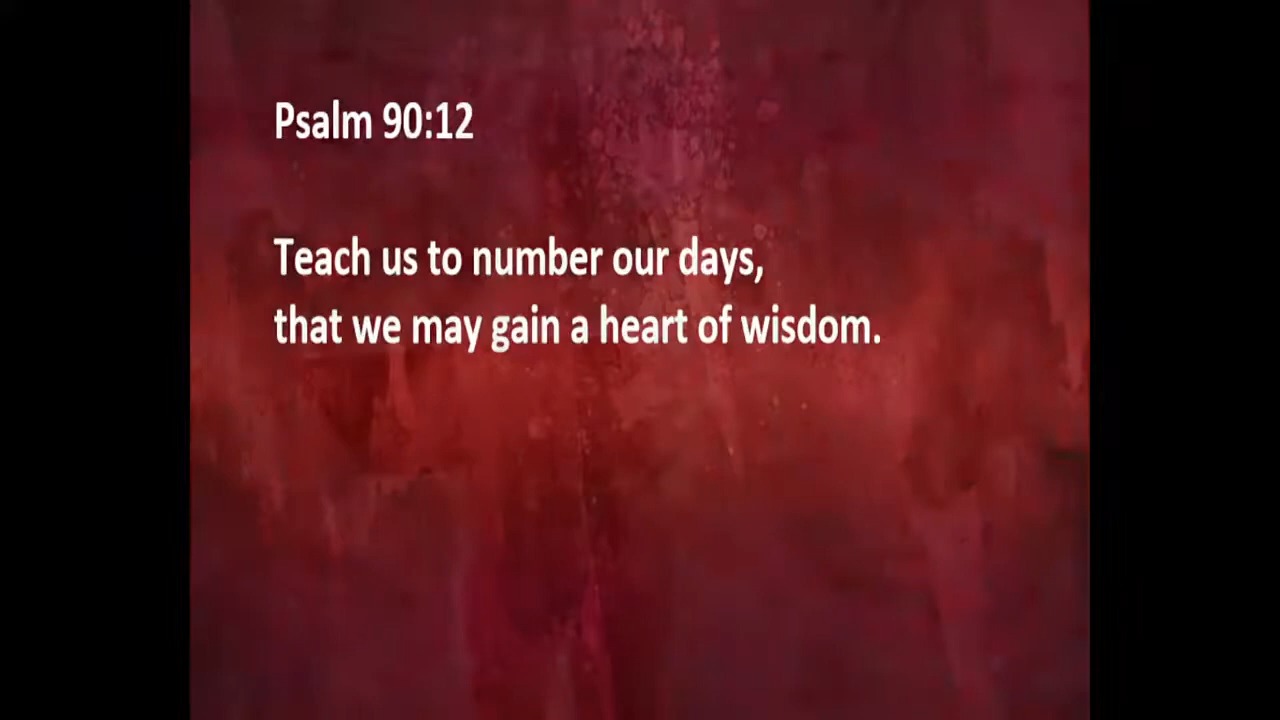 Psalm 90:12
Teach us to number our days,
that we may gain a heart of wisdom.